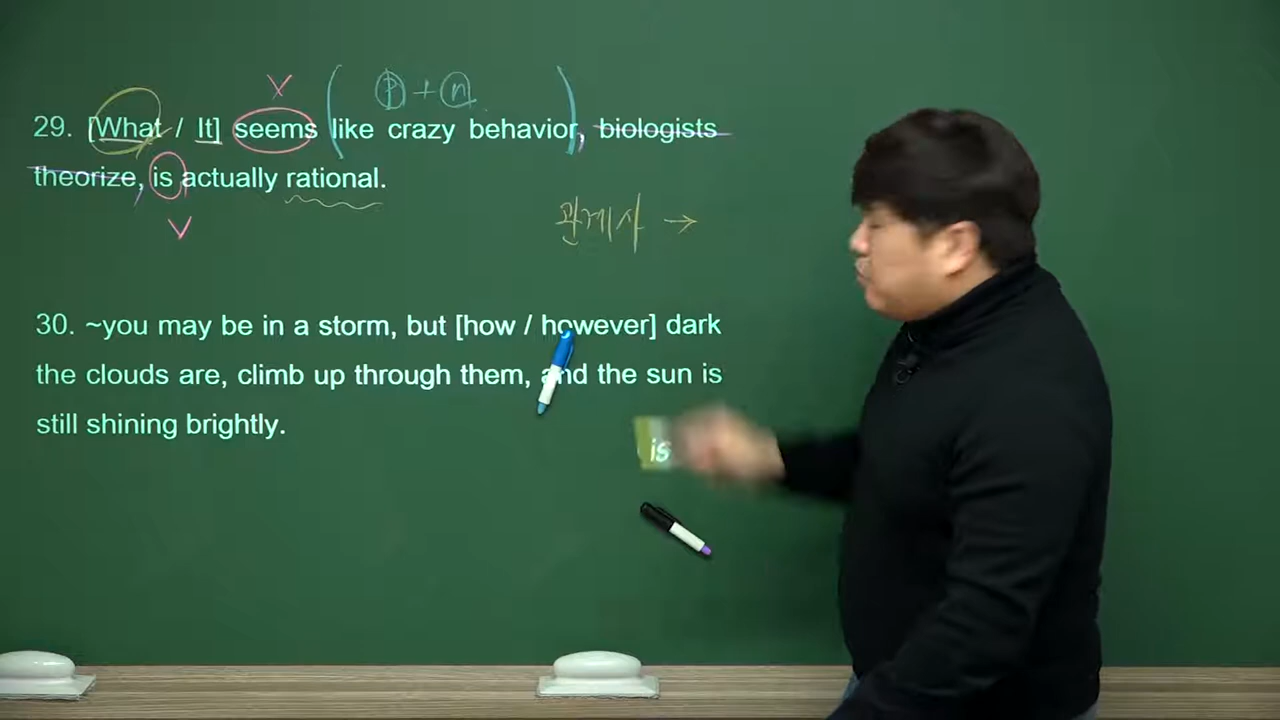 V ( ⓟ + ⓝ )
29. [What / It] seems like crazy behavior, biologists
theorize, is actually rational.
V
관계사 →
30. ~you may be in a storm, but [how / however] dark
the clouds are, climb up through them, and the sun is
still shining brightly.
is